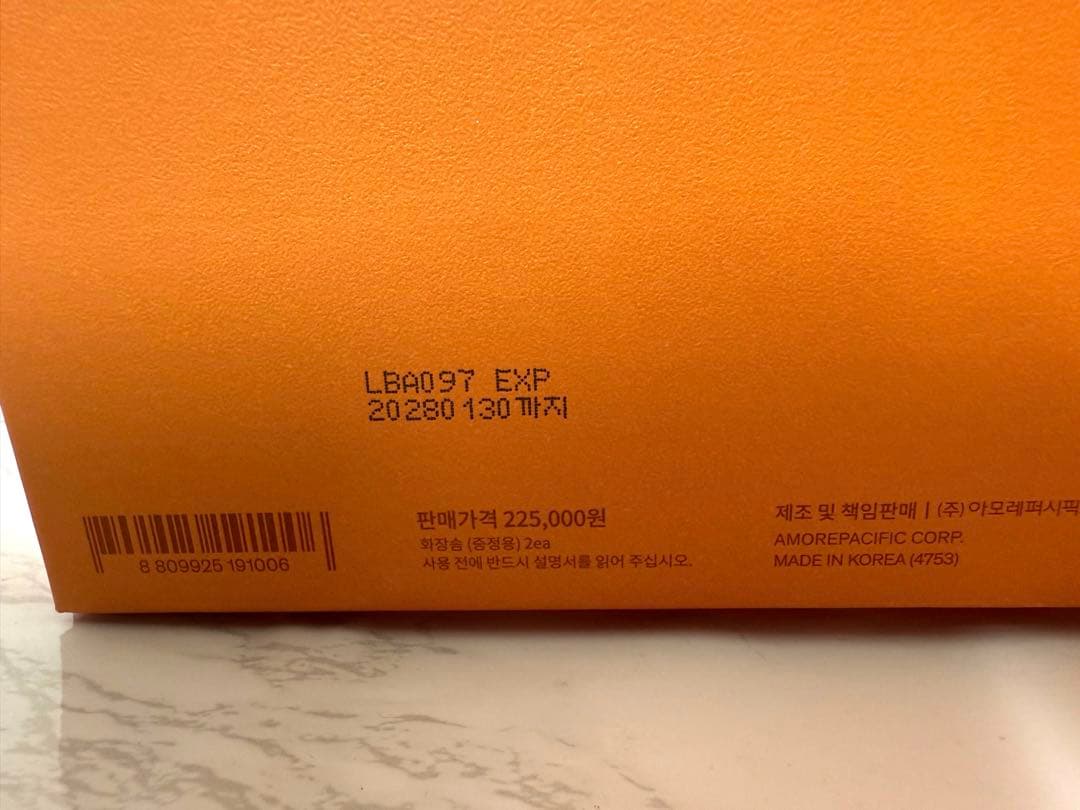 LBA097 EXP
20280130까지
8 809925 191006
판매가격 225,000원
화장솜 (증정용) 2ea
사용 전에 반드시 설명서를 읽어 주십시오.
제조 및 책임판매 | (주)아모레퍼시픽
AMOREPACIFIC CORP.
MADE IN KOREA (4753)